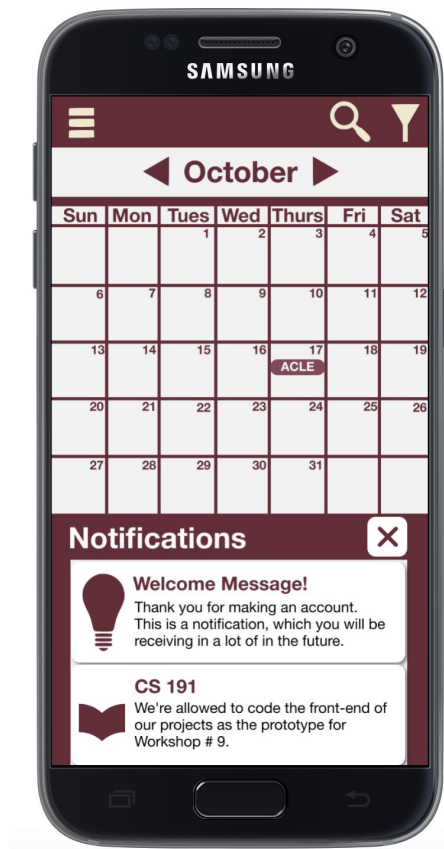 SAMSUNG
October
Sun Mon Tues Wed Thurs Fri Sat
1 2 3 4 5
6 7 8 9 10 11 12
13 14 15 16 17 18 19
ACLE
20 21 22 23 24 25 26
27 28 29 30 31
Notifications
Welcome Message!
Thank you for making an account.
This is a notification, which you will be
receiving in a lot of in the future.
CS 191
We're allowed to code the front-end of
our projects as the prototype for
Workshop # 9.